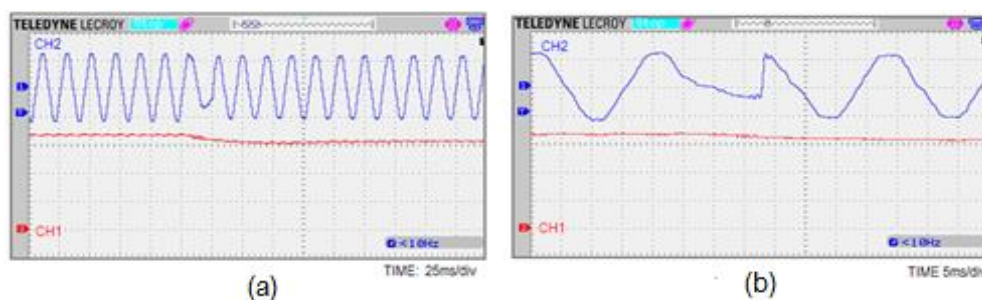 TELEDYNE LECROY
CH2
CH1
<10Hz
TIME: 25ms/div
(a)
TELEDYNE LECROY
CH2
CH1
<10Hz
TIME 5ms/div
(b)